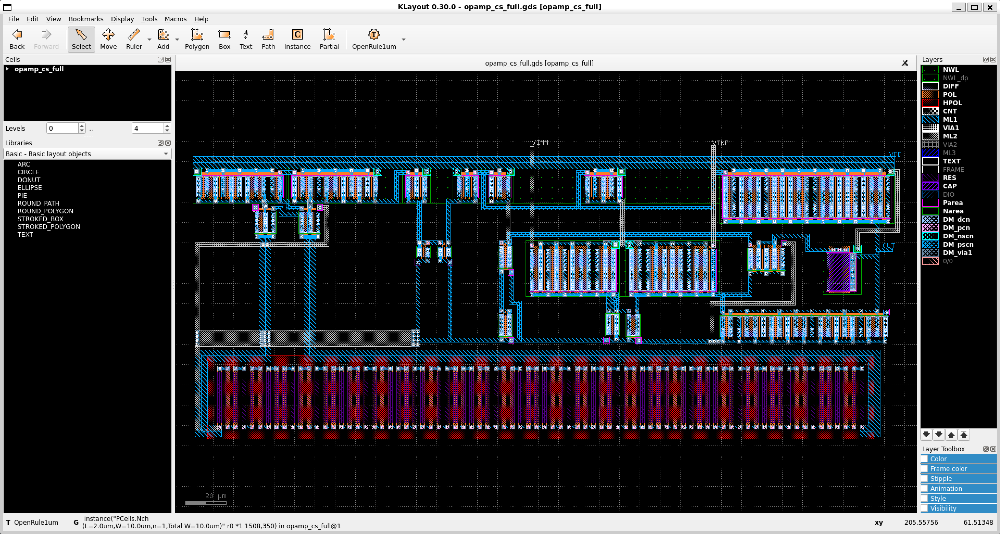 KLayout 0.30.0 - opamp_cs_full.gds [opamp_cs_full]
File Edit View Bookmarks Display Tools Macros Help
Back Forward Select Move Ruler Add Polygon Box Text Path Instance Partial OpenRule1um
Cells
opamp_cs_full
Levels 0 .. 4
Libraries
Basic - Basic layout objects
ARC
CIRCLE
DONUT
ELLIPSE
PIE
ROUND_PATH
ROUND_POLYGON
STROKED_BOX
STROKED_POLYGON
TEXT
opamp_cs_full.gds [opamp_cs_full]
VINN
VINP
VDD
OUT
20 µm
Layers
NWL
NWL_dp
DIFF
POL
HPOL
CNT
ML1
VIA1
ML2
VIA2
ML3
TEXT
FRAME
RES
CAP
DIO
Parea
Narea
DM_dcn
DM_pcn
DM_nscn
DM_pscn
DM_via1
0/0
Layer Toolbox
Color
Frame color
Stipple
Animation
Style
Visibility
T OpenRule1um
G instance("PCells.Nch
(L=2.0um,W=10.0um,n=1,Total W=10.0um)" r0 *1 1508,350) in opamp_cs_full@1
xy 205.55756 61.51348